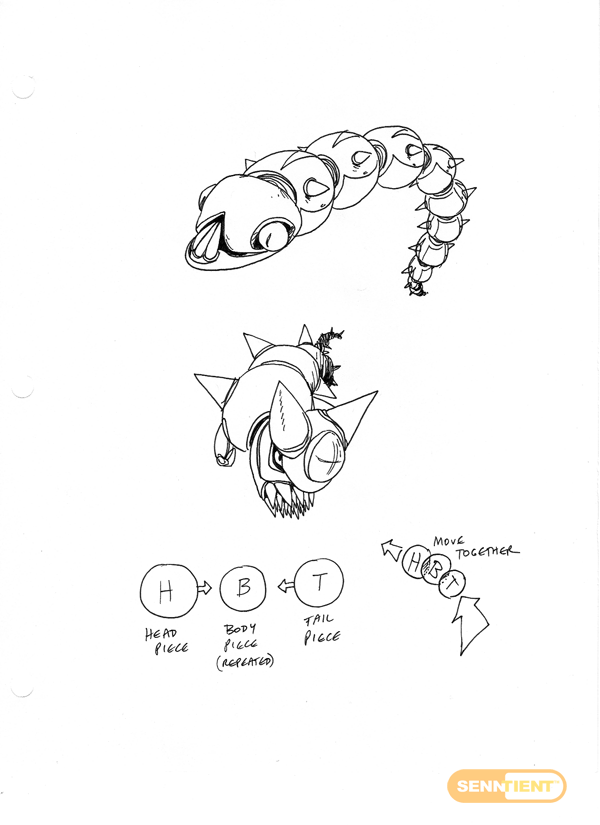 H
B
T
HEAD
PIECE
BODY
PIECE
(REPEATED)
TAIL
PIECE
MOVE
TOGETHER
H
B
T
SENNTIENT